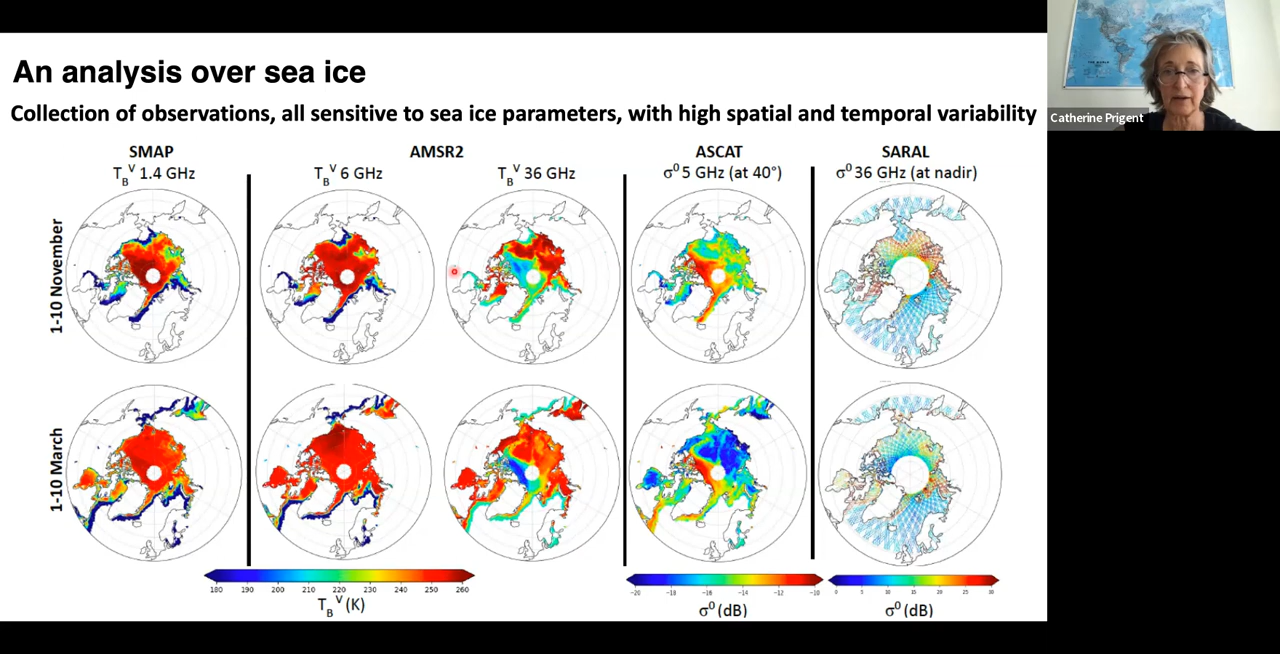 An analysis over sea ice
Collection of observations, all sensitive to sea ice parameters, with high spatial and temporal variability
Catherine Prigent
SMAP
AMSR2
ASCAT
SARAL
T_B^V 1.4 GHz
T_B^V 6 GHz
T_B^V 36 GHz
σ⁰ 5 GHz (at 40°)
σ⁰ 36 GHz (at nadir)
1-10 November
1-10 March
180 190 200 210 220 230 240 250 260
T_B^V (K)
−20 −18 −16 −14 −12 −10
σ⁰ (dB)
0 5 10 15 20 25 30
σ⁰ (dB)